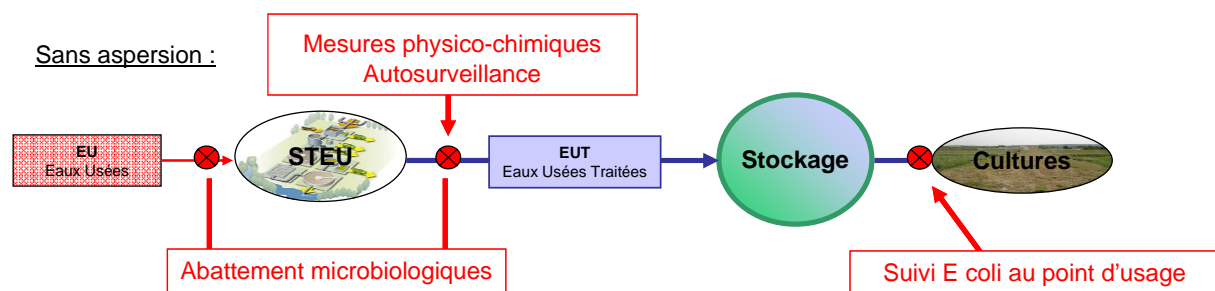 Sans aspersion :
Mesures physico-chimiques
Autosurveillance
EU
Eaux Usées
STEU
EUT
Eaux Usées Traitées
Stockage
Cultures
Abattement microbiologiques
Suivi E coli au point d'usage